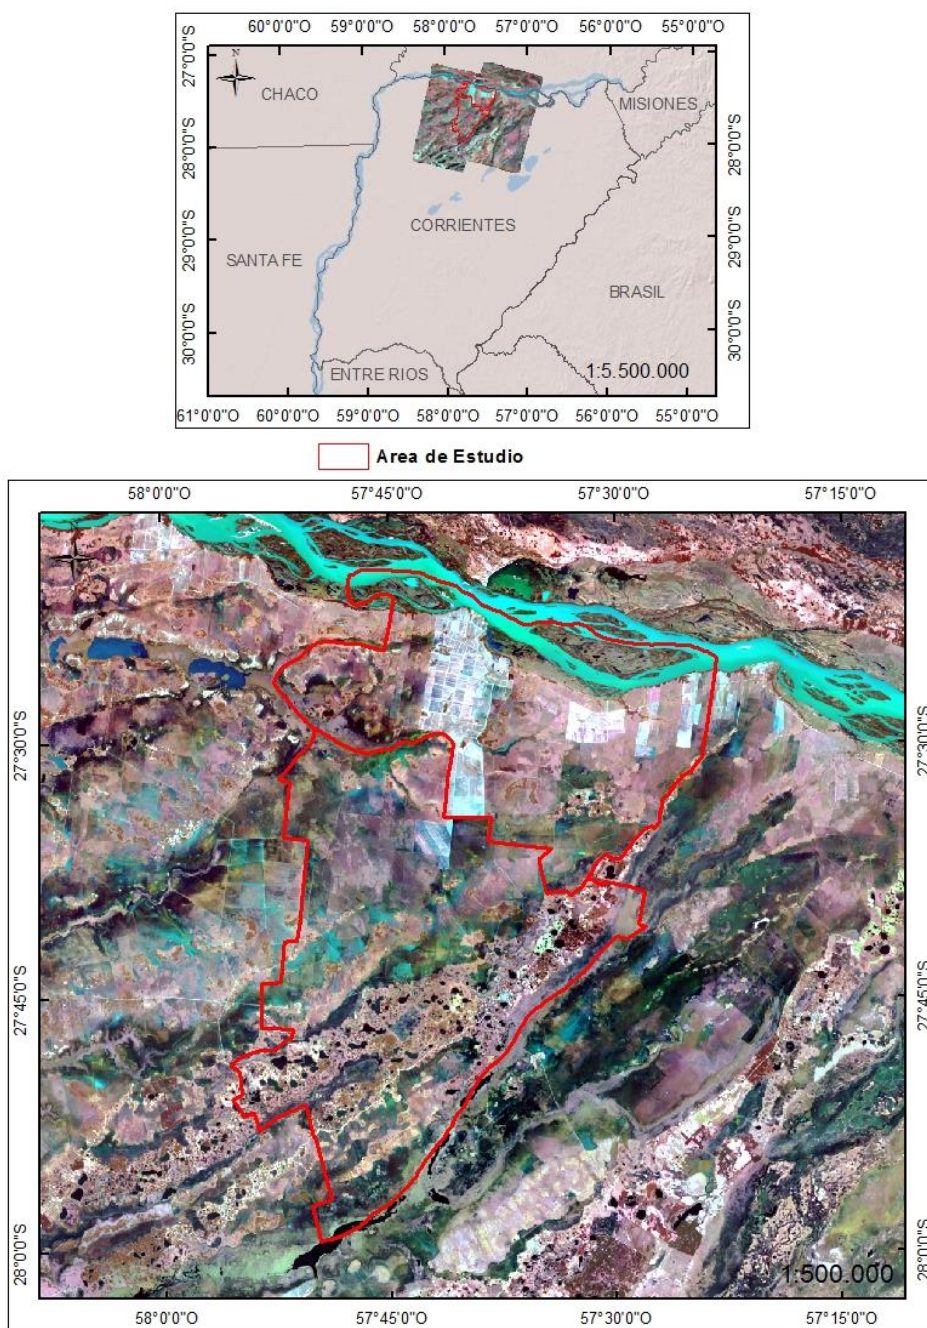 60°0'0"O 59°0'0"O 58°0'0"O 57°0'0"O 56°0'0"O 55°0'0"O
N
27°0'0"S
CHACO
MISIONES
28°0'0"S 28°0'0"S
CORRIENTES
29°0'0"S 29°0'0"S
SANTA FE
BRASIL
30°0'0"S 30°0'0"S
ENTRE RIOS
1:5.500.000
61°0'0"O 60°0'0"O 59°0'0"O 58°0'0"O 57°0'0"O 56°0'0"O 55°0'0"O
Area de Estudio
58°0'0"O 57°45'0"O 57°30'0"O 57°15'0"O
27°30'0"S 27°30'0"S
27°45'0"S 27°45'0"S
28°0'0"S 28°0'0"S
1:500.000
58°0'0"O 57°45'0"O 57°30'0"O 57°15'0"O